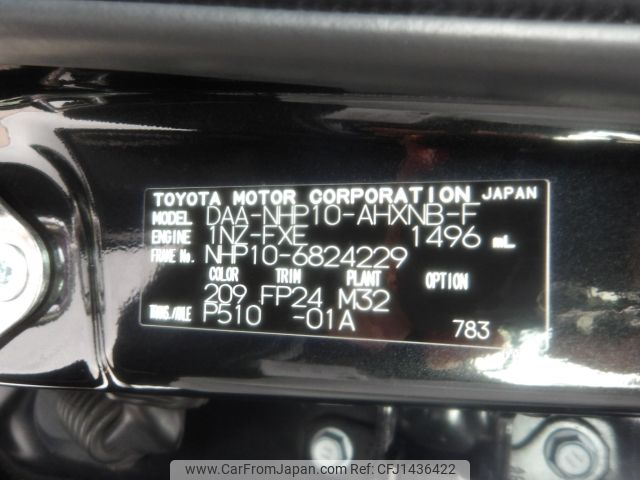 TOYOTA MOTOR CORPORATION JAPAN
MODEL DAA-NHP10-AHXNB-F
ENGINE 1NZ-FXE 1496 mL
FRAME No. NHP10-6824229
COLOR TRIM PLANT OPTION
209 FP24 M32
TRANS./AXLE P510 -01A 783
www.CarFromJapan.com Ref No: CFJ1436422